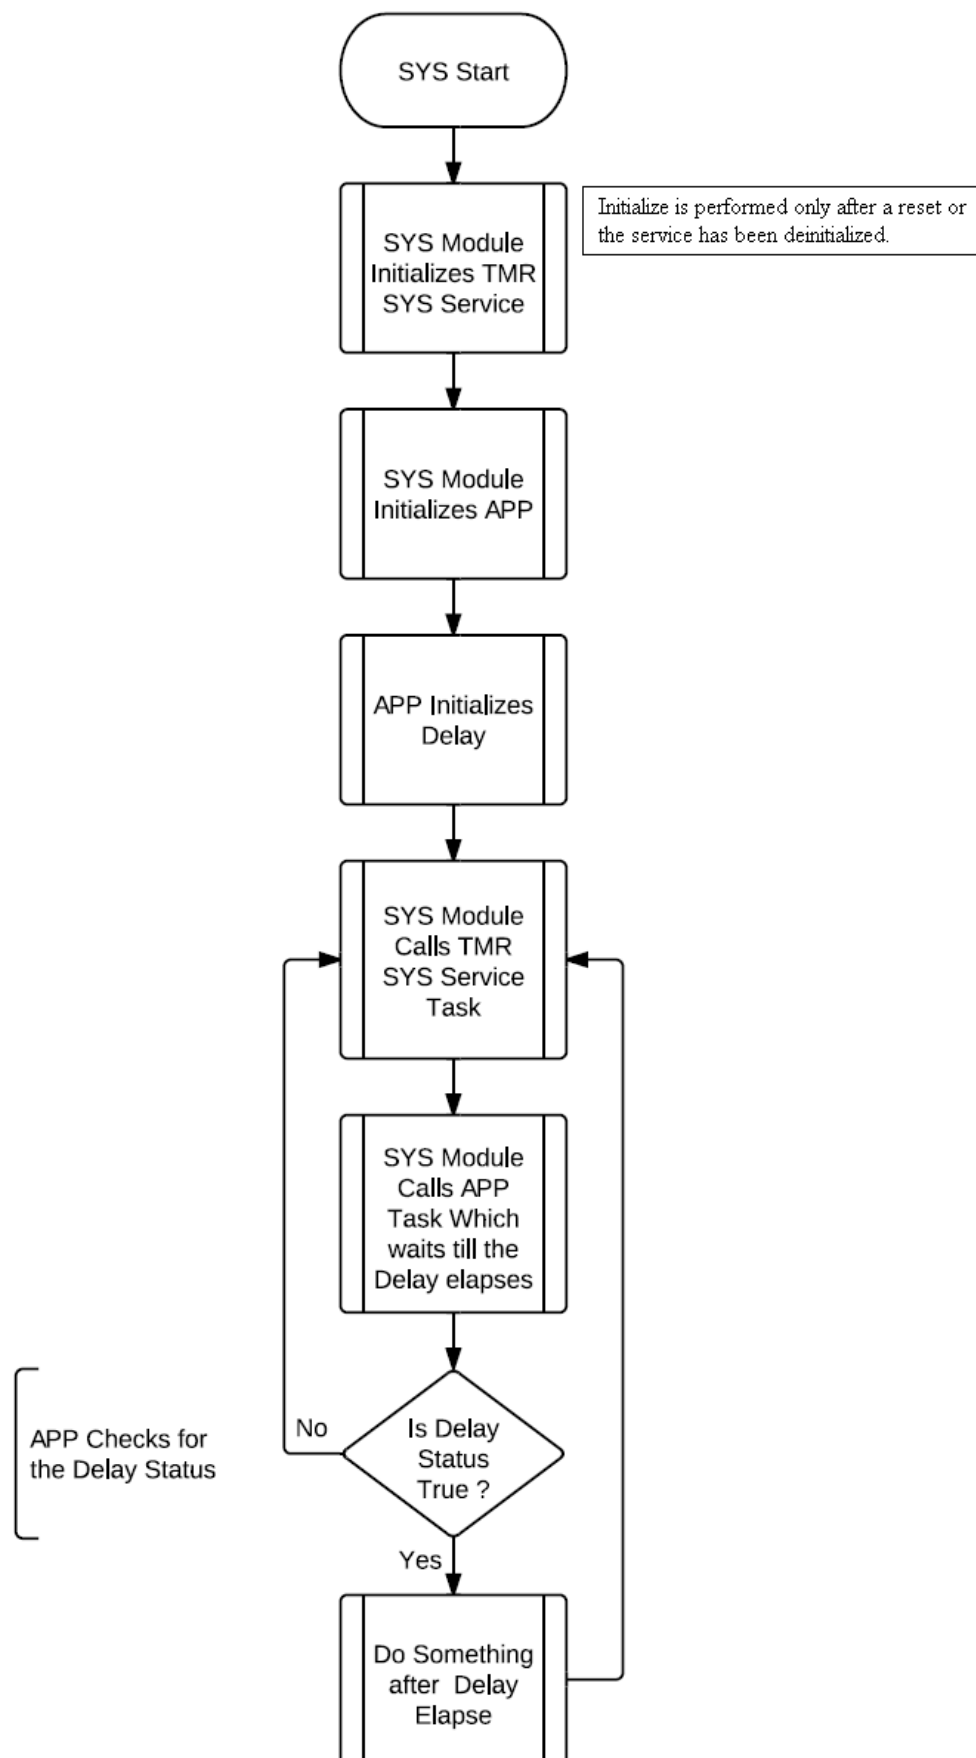 SYS Start
SYS Module
Initializes TMR
SYS Service
Initialize is performed only after a reset or
the service has been deinitialized.
SYS Module
Initializes APP
APP Initializes
Delay
SYS Module
Calls TMR
SYS Service
Task
SYS Module
Calls APP
Task Which
waits till the
Delay elapses
No
Is Delay
Status
True ?
APP Checks for
the Delay Status
Yes
Do Something
after Delay
Elapse